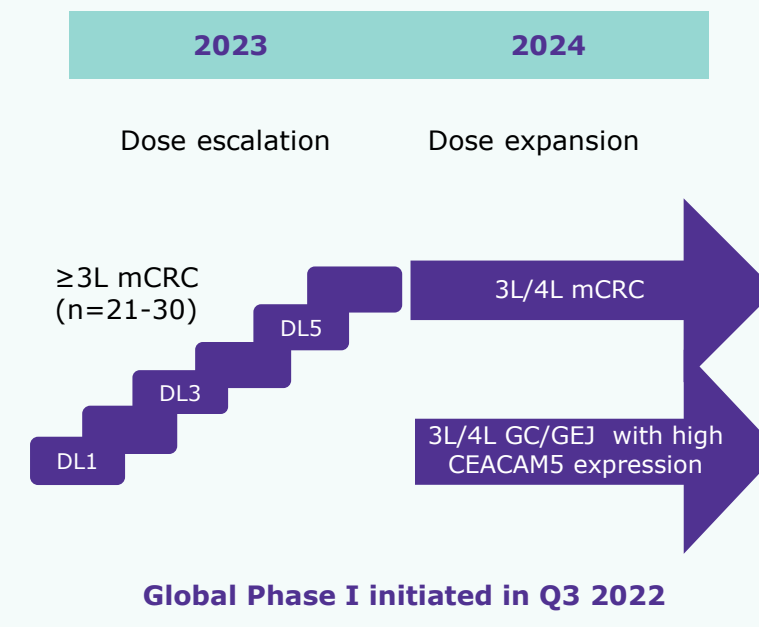 2023 2024
Dose escalation Dose expansion
≥3L mCRC
(n=21-30)
DL5
DL3
DL1
3L/4L mCRC
3L/4L GC/GEJ with high
CEACAM5 expression
Global Phase I initiated in Q3 2022